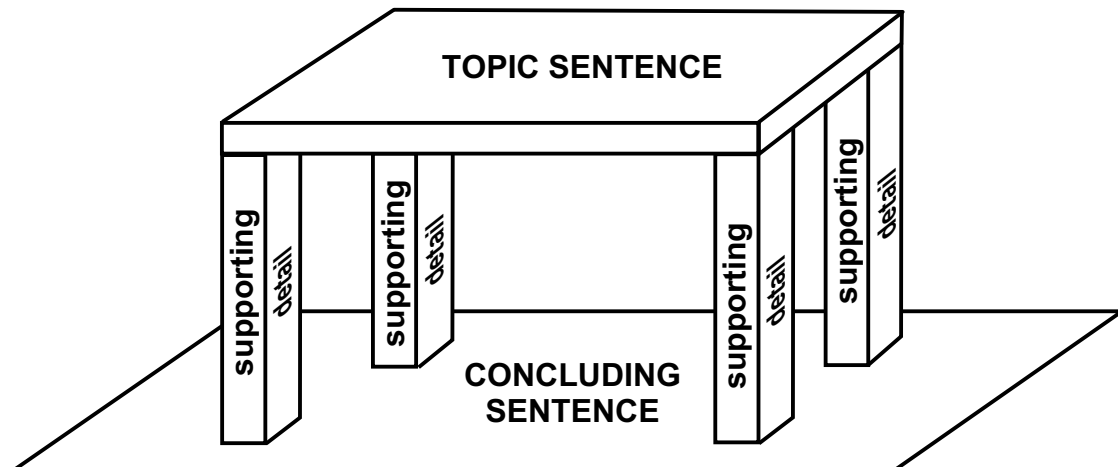 TOPIC SENTENCE
supporting
detail
supporting
detail
supporting
detail
supporting
detail
CONCLUDING
SENTENCE